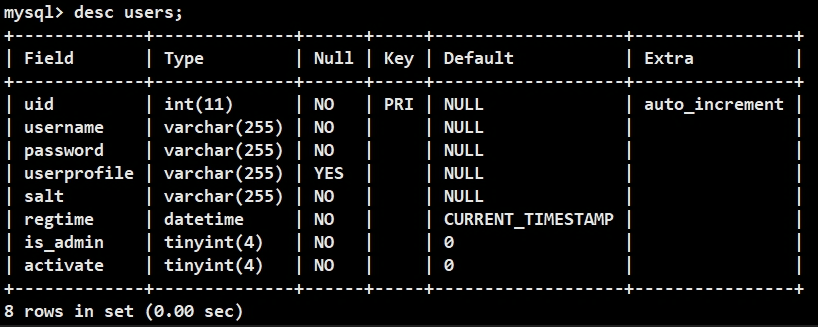 mysql> desc users;
+-------------+--------------+------+-----+-------------------+----------------+
| Field       | Type         | Null | Key | Default           | Extra          |
+-------------+--------------+------+-----+-------------------+----------------+
| uid         | int(11)      | NO   | PRI | NULL              | auto_increment |
| username    | varchar(255) | NO   |     | NULL              |                |
| password    | varchar(255) | NO   |     | NULL              |                |
| userprofile | varchar(255) | YES  |     | NULL              |                |
| salt        | varchar(255) | NO   |     | NULL              |                |
| regtime     | datetime     | NO   |     | CURRENT_TIMESTAMP |                |
| is_admin    | tinyint(4)   | NO   |     | 0                 |                |
| activate    | tinyint(4)   | NO   |     | 0                 |                |
+-------------+--------------+------+-----+-------------------+----------------+
8 rows in set (0.00 sec)